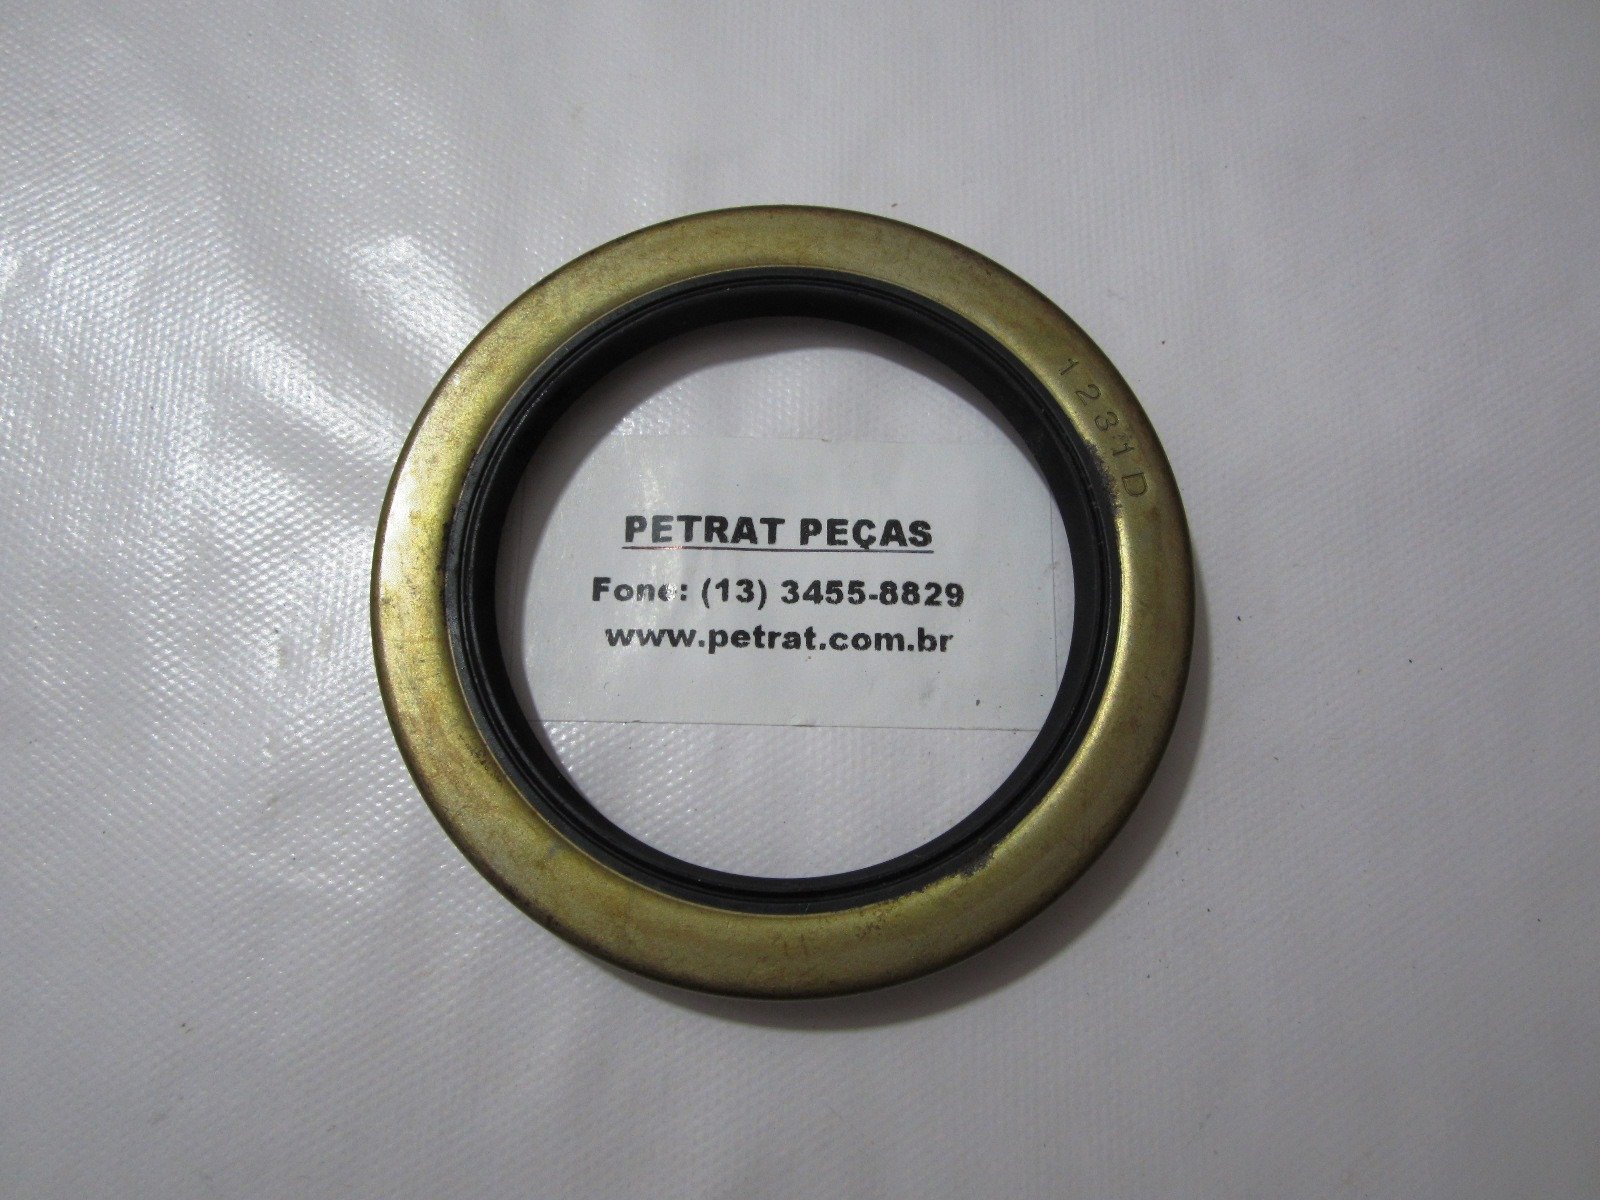 1231D
PETRAT PEÇAS
Fone: (13) 3455-8829
www.petrat.com.br